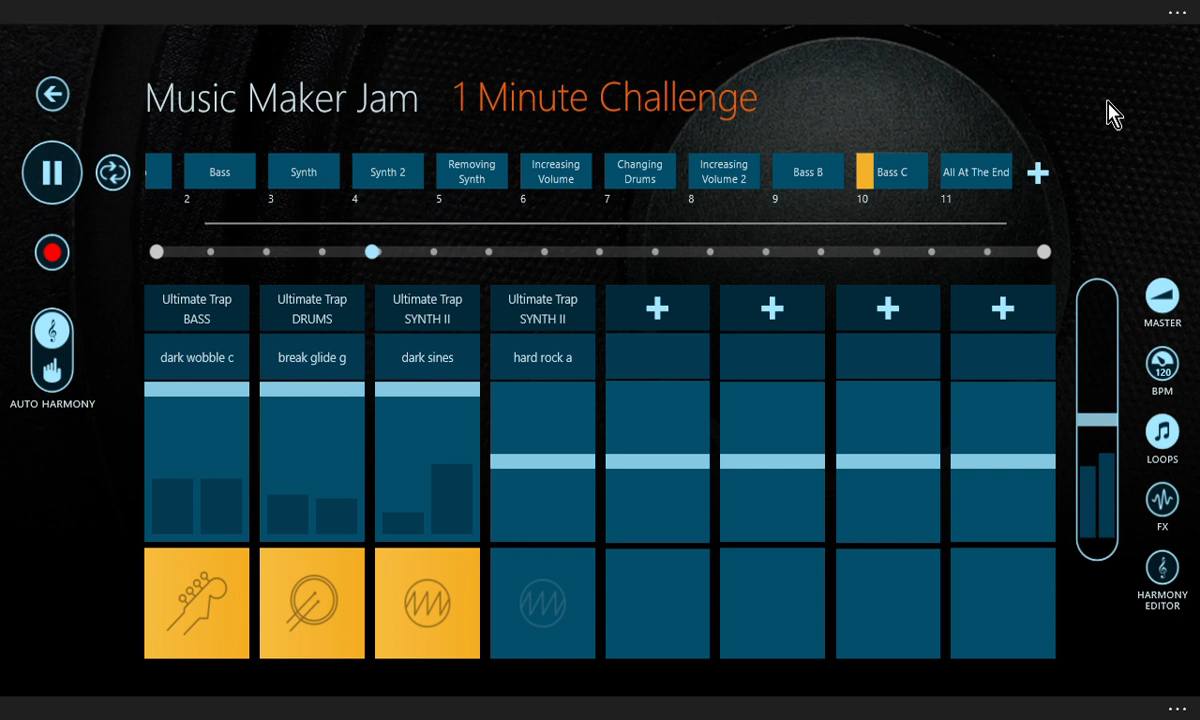 Music Maker Jam 1 Minute Challenge
Bass
Synth
Synth 2
Removing
Synth
Increasing
Volume
Changing
Drums
Increasing
Volume 2
Bass B
Bass C
All At The End
2 3 4 5 6 7 8 9 10 11
Ultimate Trap
BASS
Ultimate Trap
DRUMS
Ultimate Trap
SYNTH II
Ultimate Trap
SYNTH II
dark wobble c
break glide g
dark sines
hard rock a
AUTO HARMONY
MASTER
120
BPM
LOOPS
FX
HARMONY
EDITOR